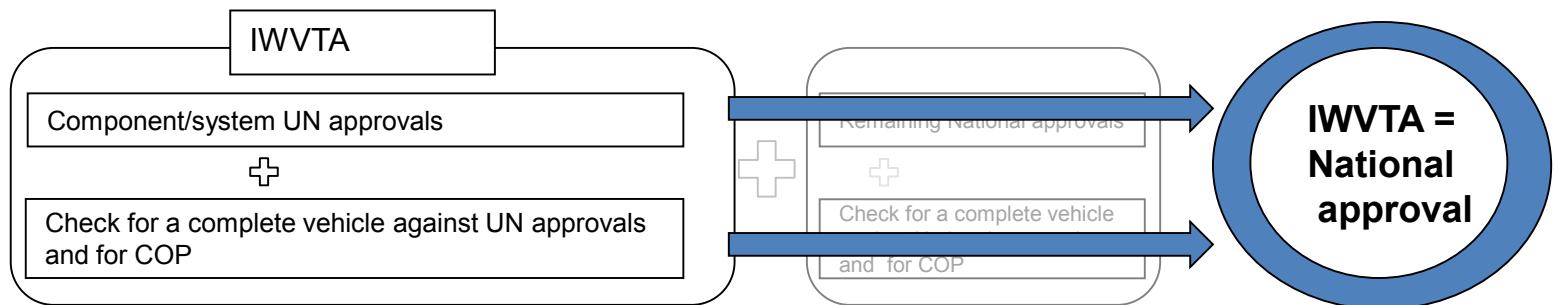 IWVTA
Component/system UN approvals
Check for a complete vehicle against UN approvals
and for COP
Remaining National approvals
Check for a complete vehicle
and for COP
IWVTA =
National
approval